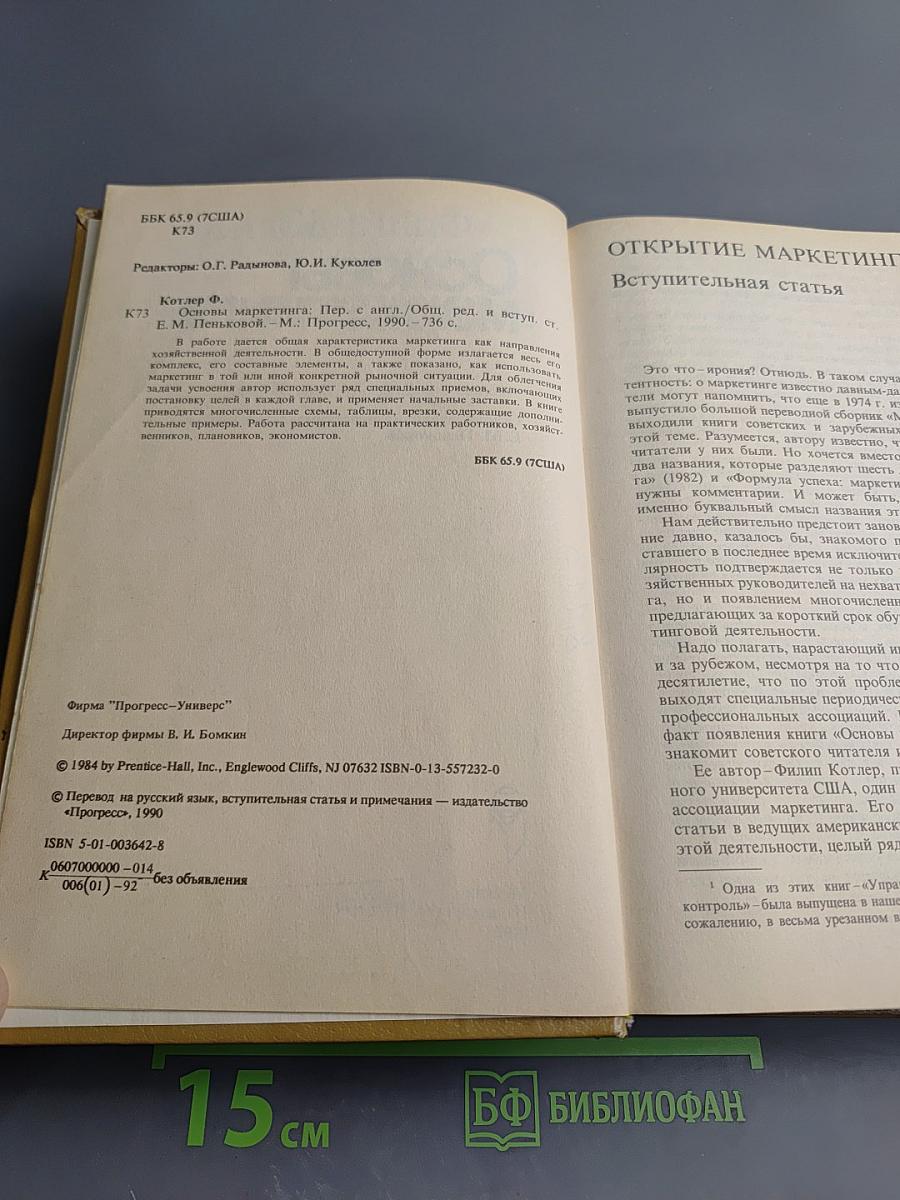 ББК 65.9 (7США)
К73
Редакторы: О.Г. Радынова, Ю.И. Куколев
Котлер Ф.
К73 Основы маркетинга: Пер. с англ./Общ. ред. и вступ. ст.
Е. М. Пеньковой. – М.: Прогресс, 1990. – 736 с.
В работе дается общая характеристика маркетинга как направления
хозяйственной деятельности. В общедоступной форме излагается весь его
комплекс, его составные элементы, а также показано, как использовать
маркетинг в той или иной конкретной рыночной ситуации. Для облегчения
задачи усвоения автор использует ряд специальных приемов, включающих
постановку целей в каждой главе, и применяет начальные заставки. В книге
приводятся многочисленные схемы, таблицы, врезки, содержащие дополни-
тельные примеры. Работа рассчитана на практических работников, хозяйст-
венников, плановиков, экономистов.
ББК 65.9 (7США)
Фирма "Прогресс–Универс"
Директор фирмы В. И. Бомкин
© 1984 by Prentice-Hall, Inc., Englewood Cliffs, NJ 07632 ISBN-0-13-557232-0
© Перевод на русский язык, вступительная статья и примечания — издательство
«Прогресс», 1990
ISBN 5-01-003642-8
К 0607000000 – 014
006(01) – 92 без объявления
ОТКРЫТИЕ МАРКЕТИНГ
Вступительная статья
Это что – ирония? Отнюдь. В таком случа
тентность: о маркетинге известно давным-да
тели могут напомнить, что еще в 1974 г. из
выпустило большой переводной сборник «М
выходили книги советских и зарубежных
этой теме. Разумеется, автору известно, ч
читатели у них были. Но хочется вместо
два названия, которые разделяют шесть
га» (1982) и «Формула успеха: маркети
нужны комментарии. И может быть,
именно буквальный смысл названия эт
Нам действительно предстоит занов
ние давно, казалось бы, знакомого п
ставшего в последнее время исключите
лярность подтверждается не только
зяйственных руководителей на нехват
га, но и появлением многочисленн
предлагающих за короткий срок обу
тинговой деятельности.
Надо полагать, нарастающий ин
и за рубежом, несмотря на то что
десятилетие, что по этой пробле
выходят специальные периодичес
профессиональных ассоциаций.
факт появления книги «Основы
знакомит советского читателя и
Ее автор – Филип Котлер, п
ного университета США, один
ассоциации маркетинга. Его
статьи в ведущих американск
этой деятельности, целый ряд
¹ Одна из этих книг – «Упра
контроль» – была выпущена в наше
сожалению, в весьма урезанном в
15 см
БФ БИБЛИОФАН